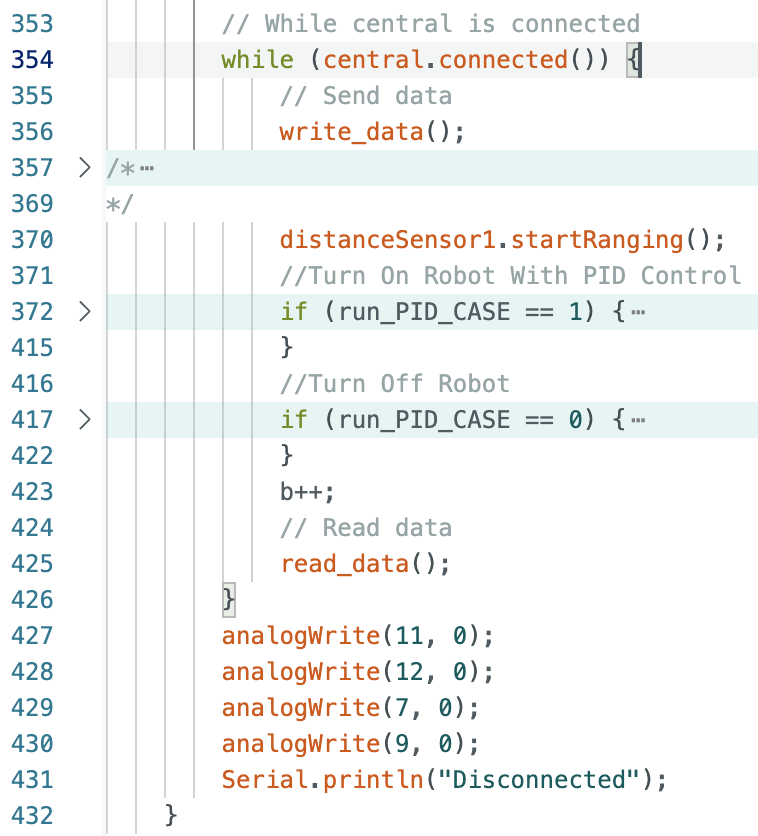 353 // While central is connected
354 while (central.connected()) {
355 // Send data
356 write_data();
357 /*⋯
369 */
370 distanceSensor1.startRanging();
371 //Turn On Robot With PID Control
372 if (run_PID_CASE == 1) {⋯
415 }
416 //Turn Off Robot
417 if (run_PID_CASE == 0) {⋯
422 }
423 b++;
424 // Read data
425 read_data();
426 }
427 analogWrite(11, 0);
428 analogWrite(12, 0);
429 analogWrite(7, 0);
430 analogWrite(9, 0);
431 Serial.println("Disconnected");
432 }